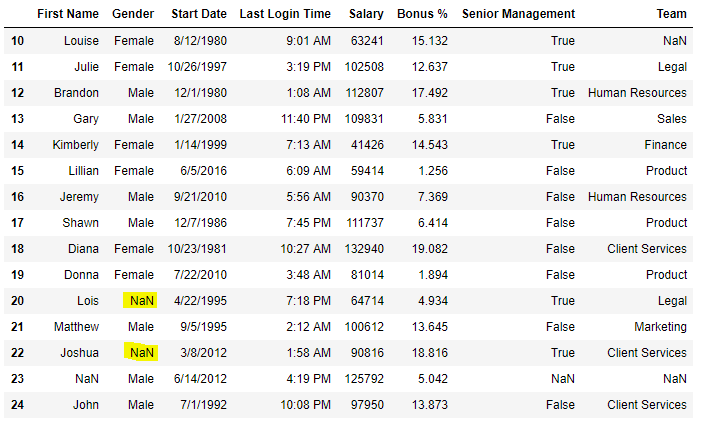 First Name Gender Start Date Last Login Time Salary Bonus % Senior Management Team
10 Louise Female 8/12/1980 9:01 AM 63241 15.132 True NaN
11 Julie Female 10/26/1997 3:19 PM 102508 12.637 True Legal
12 Brandon Male 12/1/1980 1:08 AM 112807 17.492 True Human Resources
13 Gary Male 1/27/2008 11:40 PM 109831 5.831 False Sales
14 Kimberly Female 1/14/1999 7:13 AM 41426 14.543 True Finance
15 Lillian Female 6/5/2016 6:09 AM 59414 1.256 False Product
16 Jeremy Male 9/21/2010 5:56 AM 90370 7.369 False Human Resources
17 Shawn Male 12/7/1986 7:45 PM 111737 6.414 False Product
18 Diana Female 10/23/1981 10:27 AM 132940 19.082 False Client Services
19 Donna Female 7/22/2010 3:48 AM 81014 1.894 False Product
20 Lois NaN 4/22/1995 7:18 PM 64714 4.934 True Legal
21 Matthew Male 9/5/1995 2:12 AM 100612 13.645 False Marketing
22 Joshua NaN 3/8/2012 1:58 AM 90816 18.816 True Client Services
23 NaN Male 6/14/2012 4:19 PM 125792 5.042 NaN NaN
24 John Male 7/1/1992 10:08 PM 97950 13.873 False Client Services